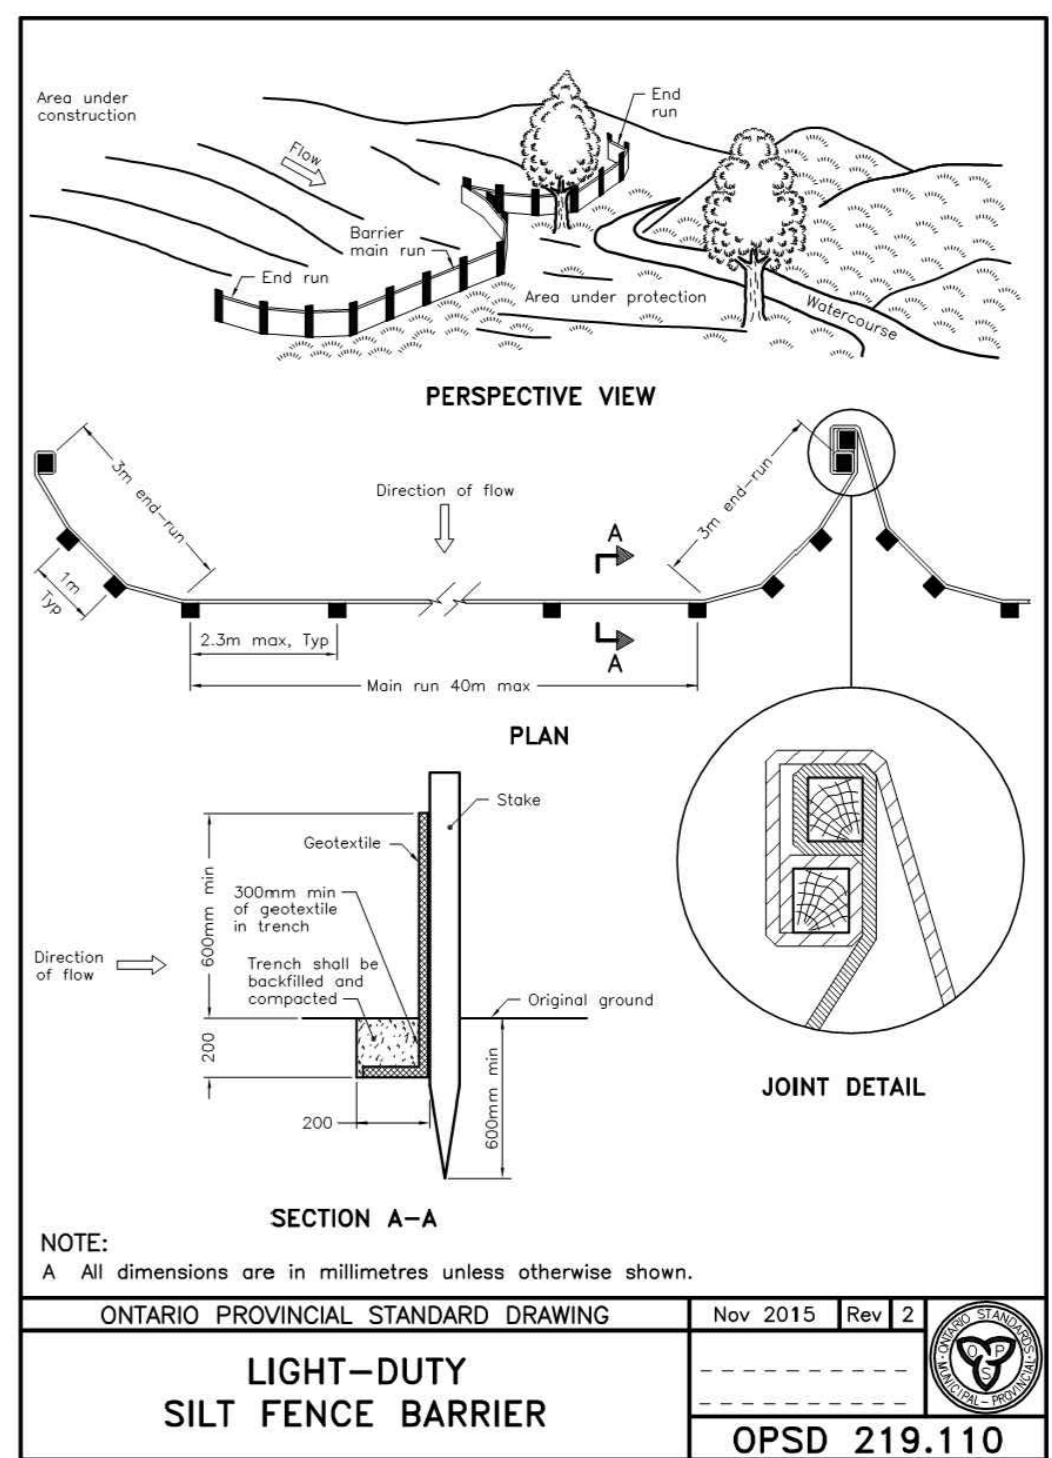 Area under
construction
Flow
End
run
Barrier
main run
End run
Area under protection
Watercourse
PERSPECTIVE VIEW
3m end-run
Direction of flow
3m end-run
A
1m
Typ
2.3m max, Typ
A
Main run 40m max
PLAN
Stake
Geotextile
600mm min
300mm min
of geotextile
in trench
Direction
of flow
Trench shall be
backfilled and
compacted
Original ground
200
600mm min
200
JOINT DETAIL
SECTION A-A
NOTE:
A All dimensions are in millimetres unless otherwise shown.
ONTARIO PROVINCIAL STANDARD DRAWING
Nov 2015 Rev 2
ONTARIO STANDARDS
OPS
MUNICIPAL - PROVINCIAL
LIGHT-DUTY
SILT FENCE BARRIER
OPSD 219.110